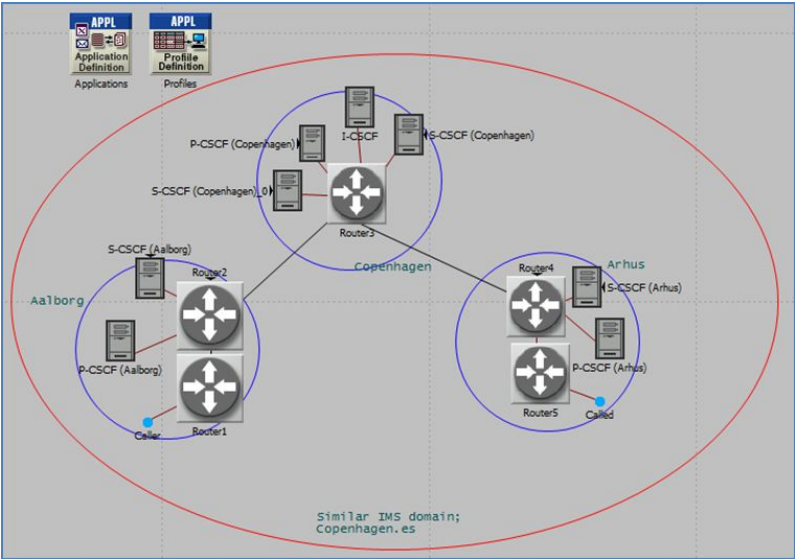 APPL
Application
Definition
Applications
APPL
Profile
Definition
Profiles
I-CSCF
P-CSCF (Copenhagen)
S-CSCF (Copenhagen)
S-CSCF (Copenhagen)_0
Router3
Copenhagen
S-CSCF (Aalborg)
Router2
Aalborg
P-CSCF (Aalborg)
Router1
Caller
Router4
Arhus
S-CSCF (Arhus)
P-CSCF (Arhus)
Router5
Called
Similar IMS domain;
Copenhagen.es